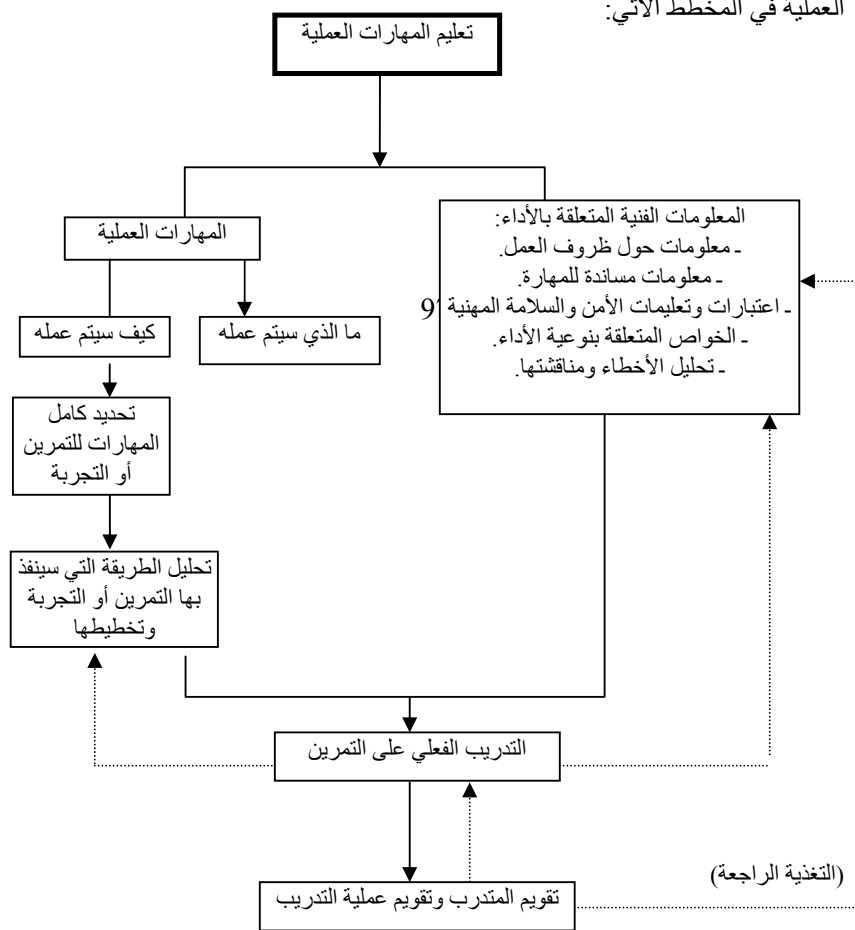 العملية في المخطط الآتي:
تعليم المهارات العملية
المعلومات الفنية المتعلقة بالأداء:
ـ معلومات حول ظروف العمل.
ـ معلومات مساندة للمهارة.
ـ اعتبارات وتعليمات الأمن والسلامة المهنية 9
ـ الخواص المتعلقة بنوعية الأداء.
ـ تحليل الأخطاء ومناقشتها.
المهارات العملية
ما الذي سيتم عمله
كيف سيتم عمله
تحديد كامل
المهارات للتمرين
أو التجربة
تحليل الطريقة التي سينفذ
بها التمرين أو التجربة
وتخطيطها
التدريب الفعلي على التمرين
(التغذية الراجعة)
تقويم المتدرب وتقويم عملية التدريب